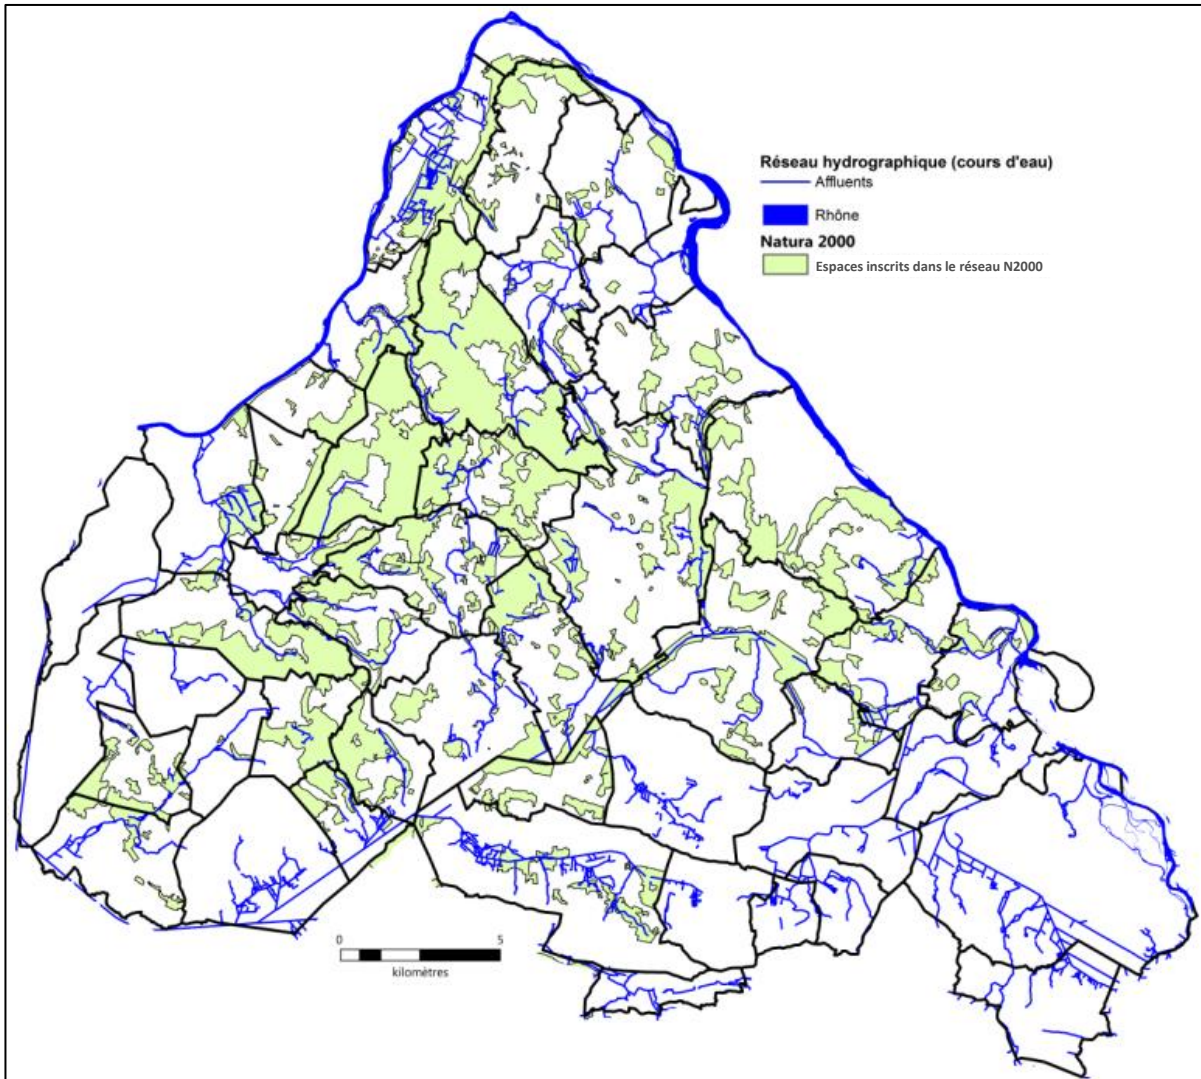 Réseau hydrographique (cours d'eau)
Affluents
Rhône
Natura 2000
Espaces inscrits dans le réseau N2000
0 5
kilomètres